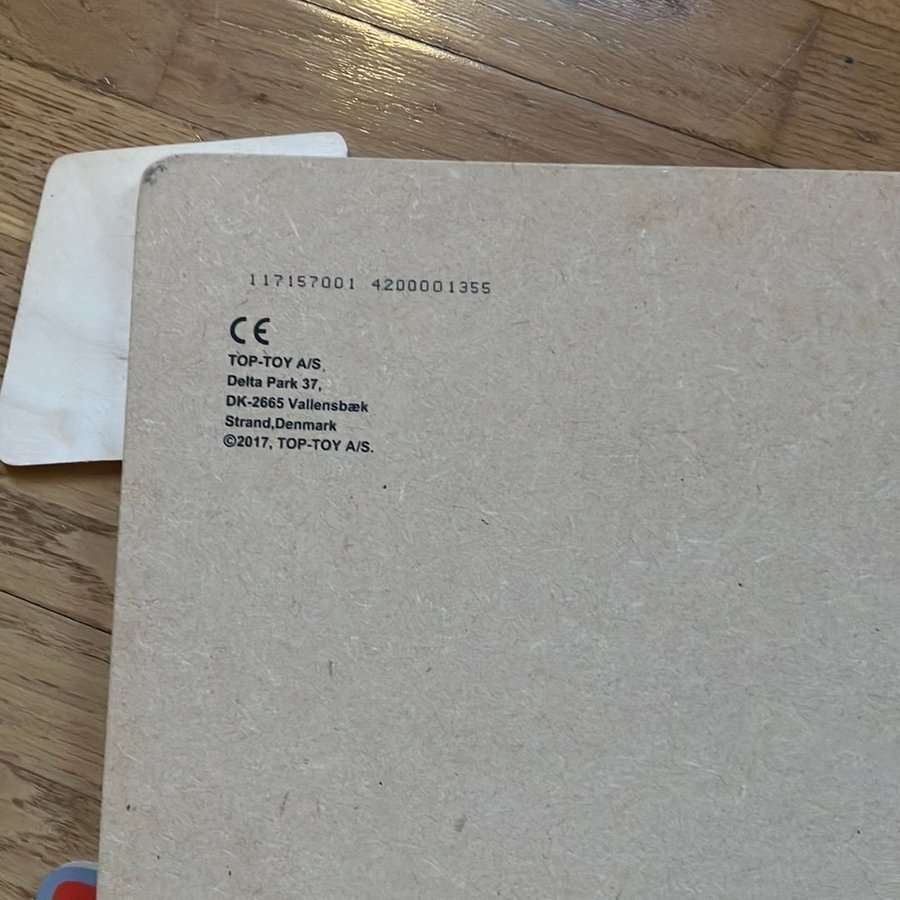 117157001 4200001355
CE
TOP-TOY A/S,
Delta Park 37,
DK-2665 Vallensbæk
Strand,Denmark
©2017, TOP-TOY A/S.